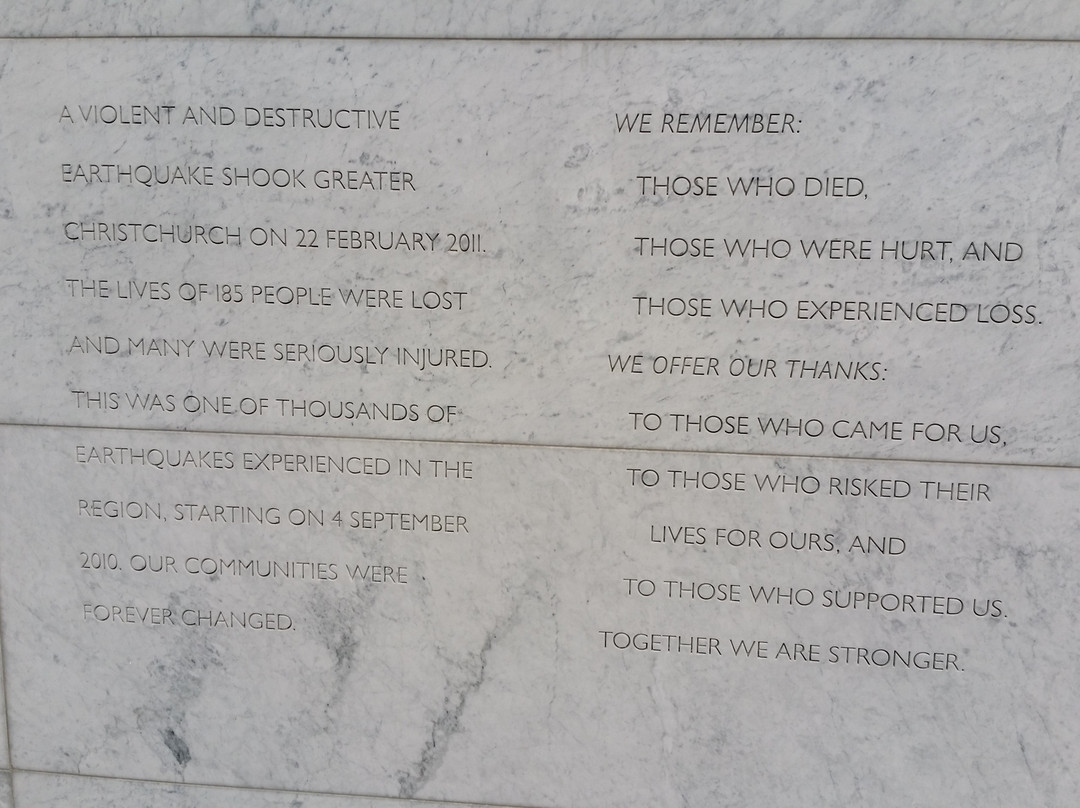 A VIOLENT AND DESTRUCTIVE
EARTHQUAKE SHOOK GREATER
CHRISTCHURCH ON 22 FEBRUARY 2011.
THE LIVES OF 185 PEOPLE WERE LOST
AND MANY WERE SERIOUSLY INJURED.
THIS WAS ONE OF THOUSANDS OF
EARTHQUAKES EXPERIENCED IN THE
REGION, STARTING ON 4 SEPTEMBER
2010. OUR COMMUNITIES WERE
FOREVER CHANGED.
WE REMEMBER:
THOSE WHO DIED,
THOSE WHO WERE HURT, AND
THOSE WHO EXPERIENCED LOSS.
WE OFFER OUR THANKS:
TO THOSE WHO CAME FOR US,
TO THOSE WHO RISKED THEIR
LIVES FOR OURS, AND
TO THOSE WHO SUPPORTED US.
TOGETHER WE ARE STRONGER.